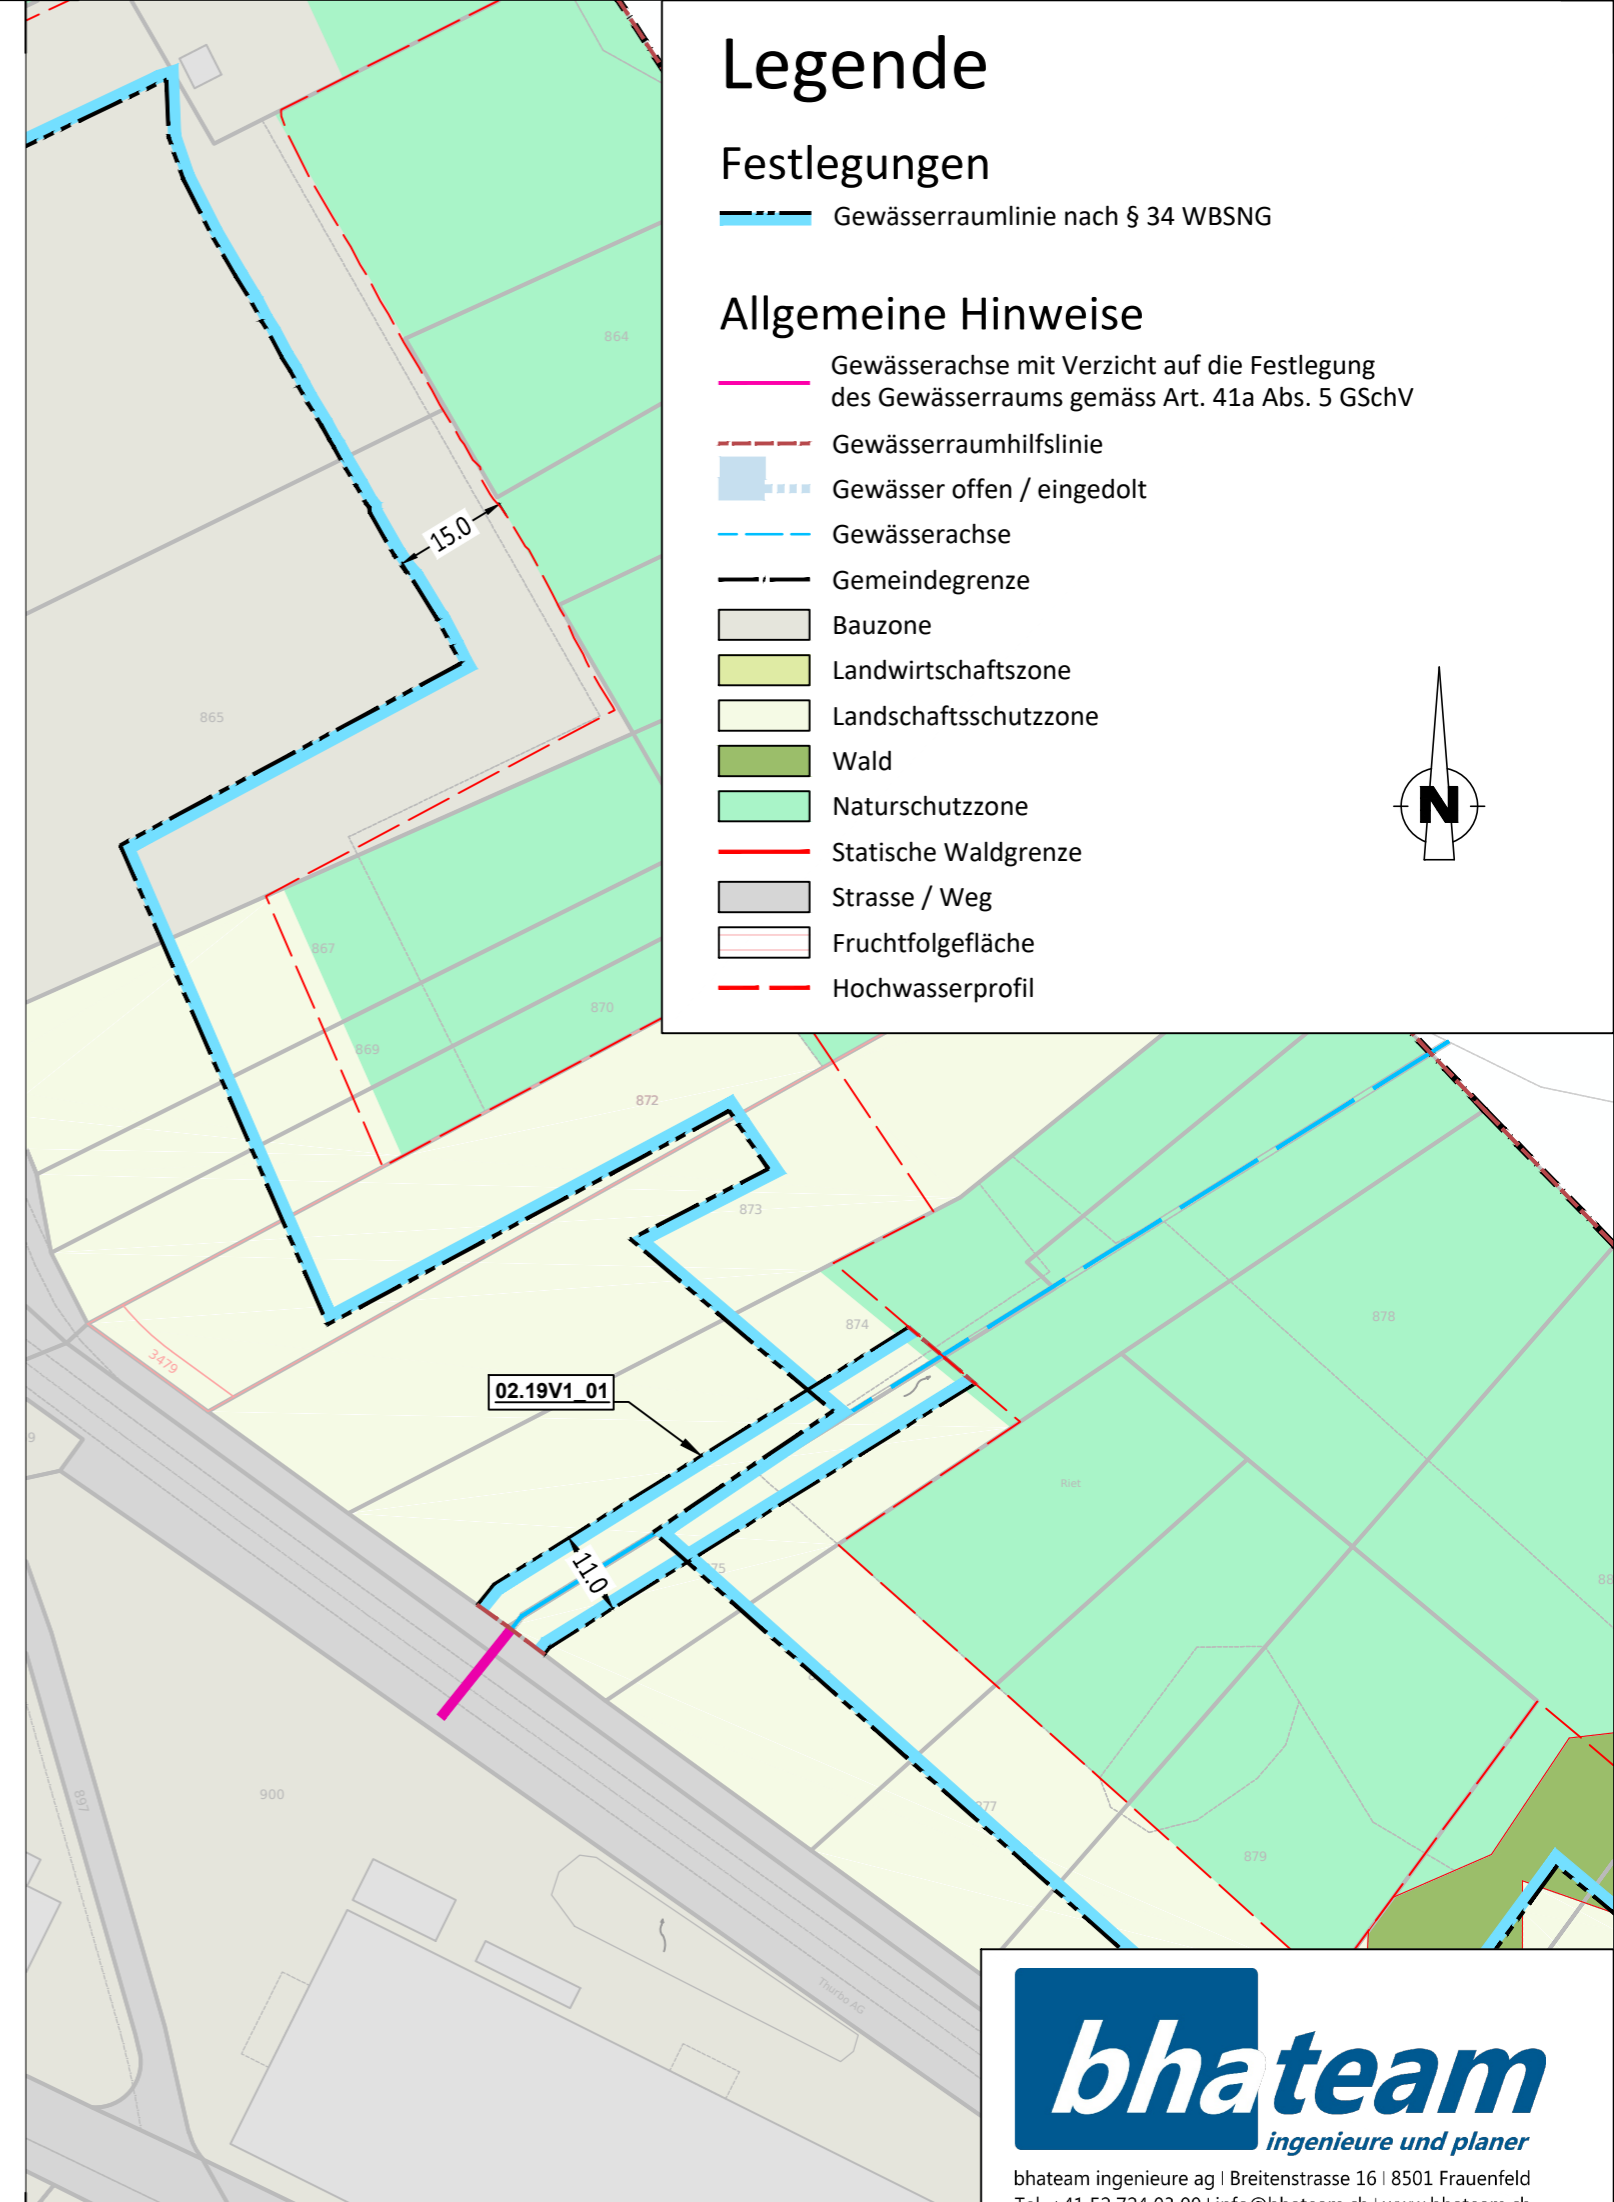 Legende
Festlegungen
Gewässerraumlinie nach § 34 WBSNG
Allgemeine Hinweise
Gewässerachse mit Verzicht auf die Festlegung
des Gewässerraums gemäss Art. 41a Abs. 5 GSchV
Gewässerraumhilfslinie
Gewässer offen / eingedolt
Gewässerachse
Gemeindegrenze
Bauzone
Landwirtschaftszone
Landschaftsschutzzone
Wald
Naturschutzzone
Statische Waldgrenze
Strasse / Weg
Fruchtfolgefläche
Hochwasserprofil
N
864
15.0
865
867
870
869
872
873
874
878
3479
02.19V1_01
Riet
11.0
900
897
879
Thurbo AG
bhateam
ingenieure und planer
bhateam ingenieure ag | Breitenstrasse 16 | 8501 Frauenfeld